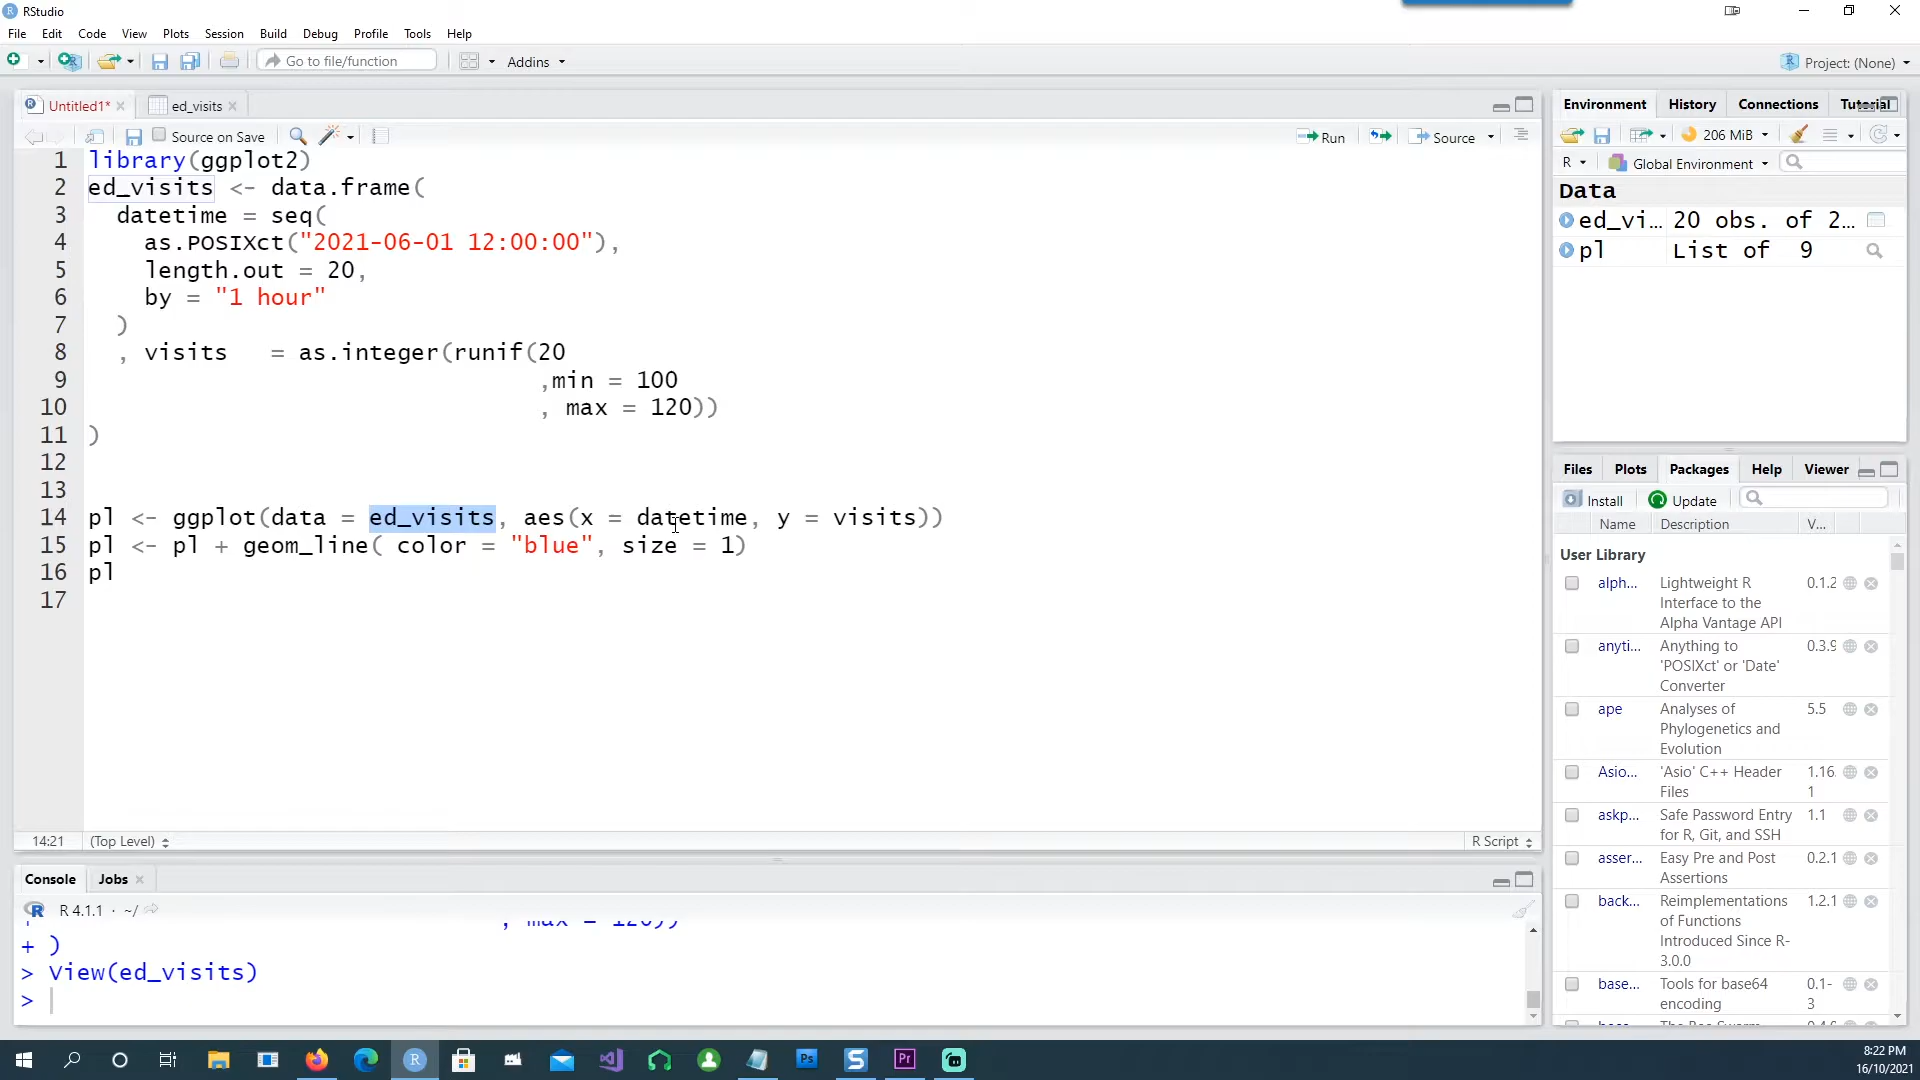 RStudio
File Edit Code View Plots Session Build Debug Profile Tools Help
Go to file/function Addins Project: (None)
Untitled1* ed_visits
Source on Save Run Source
1 library(ggplot2)
2 ed_visits <- data.frame(
3 datetime = seq(
4 as.POSIXct("2021-06-01 12:00:00"),
5 length.out = 20,
6 by = "1 hour"
7 )
8 , visits   = as.integer(runif(20
9 ,min = 100
10 , max = 120))
11 )
12
13
14 pl <- ggplot(data = ed_visits, aes(x = datetime, y = visits))
15 pl <- pl + geom_line( color = "blue", size = 1)
16 pl
17
14:21 (Top Level) R Script
Console Jobs
R 4.1.1 · ~/
+ , max = 120))
+ )
> View(ed_visits)
>
Environment History Connections Tutorial
206 MiB
R Global Environment
Data
ed_vi... 20 obs. of 2...
pl List of 9
Files Plots Packages Help Viewer
Install Update
Name Description V...
User Library
alph... Lightweight R 0.1.2
Interface to the
Alpha Vantage API
anyti... Anything to 0.3.9
'POSIXct' or 'Date'
Converter
ape Analyses of 5.5
Phylogenetics and
Evolution
Asio... 'Asio' C++ Header 1.16.
Files 1
askp... Safe Password Entry 1.1
for R, Git, and SSH
asser... Easy Pre and Post 0.2.1
Assertions
back... Reimplementations 1.2.1
of Functions
Introduced Since R-
3.0.0
base... Tools for base64 0.1-
encoding 3
8:22 PM
16/10/2021